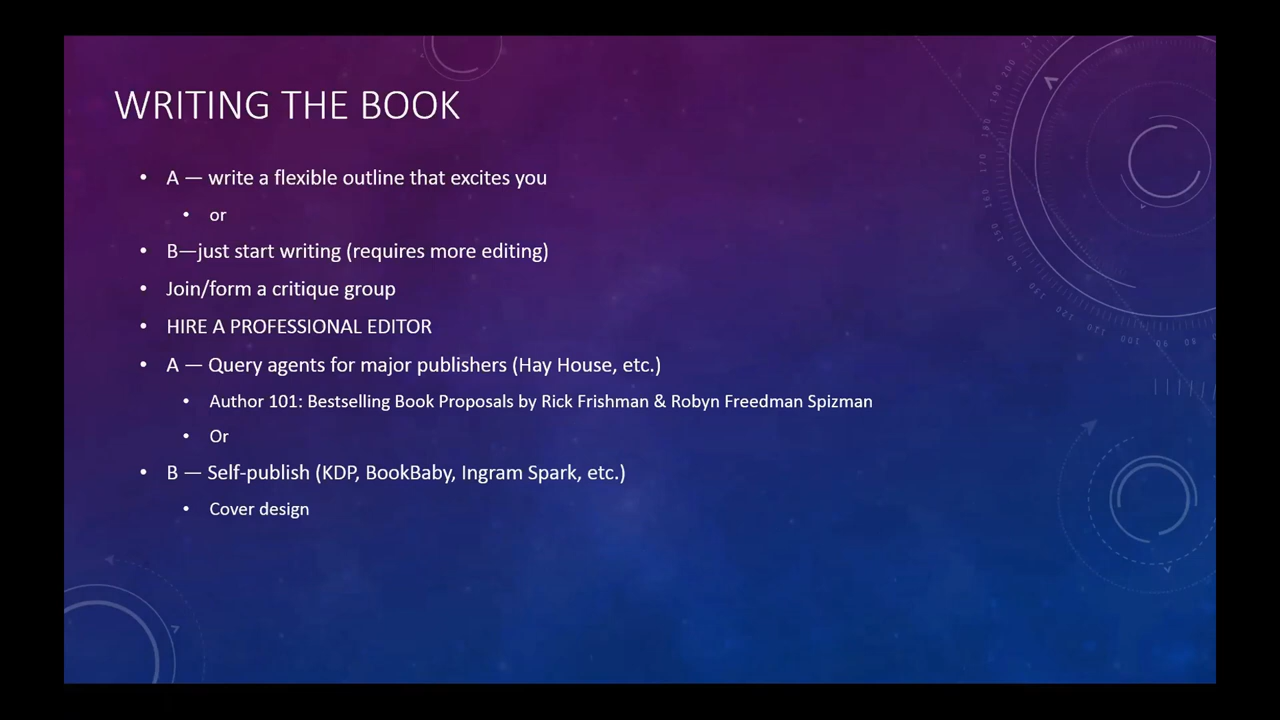 WRITING THE BOOK
• A — write a flexible outline that excites you
• or
• B—just start writing (requires more editing)
• Join/form a critique group
• HIRE A PROFESSIONAL EDITOR
• A — Query agents for major publishers (Hay House, etc.)
• Author 101: Bestselling Book Proposals by Rick Frishman & Robyn Freedman Spizman
• Or
• B — Self-publish (KDP, BookBaby, Ingram Spark, etc.)
• Cover design